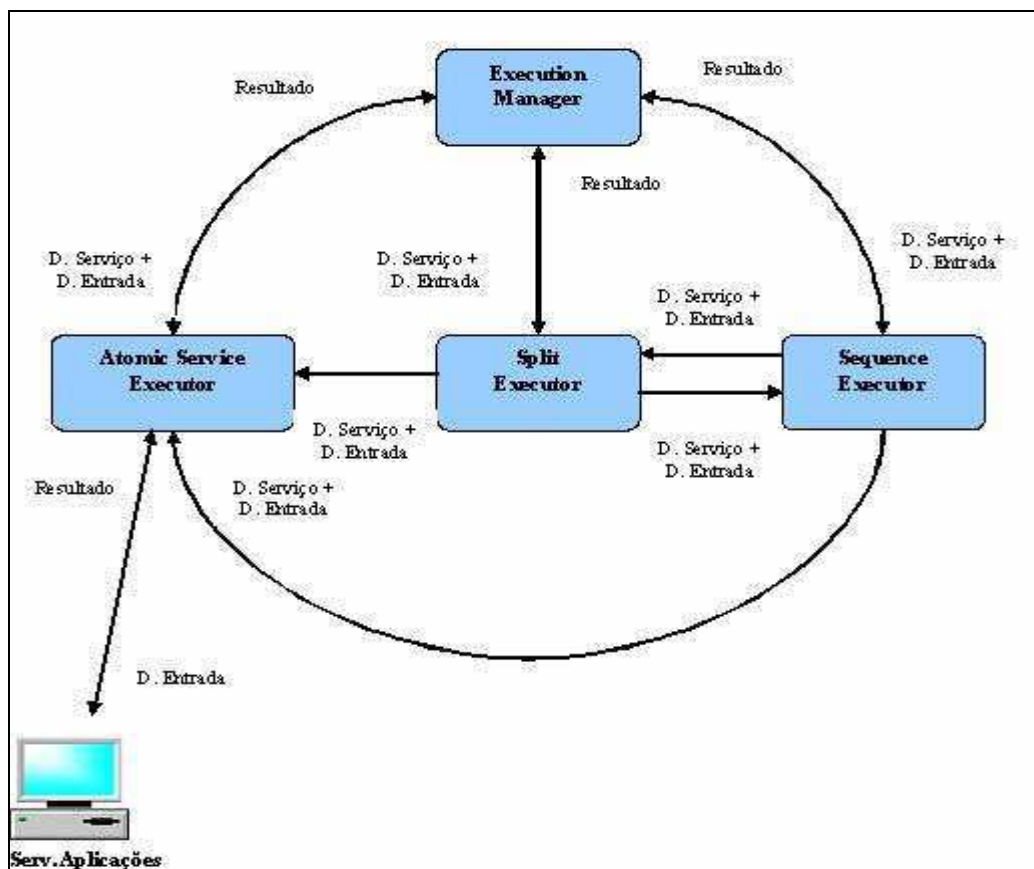 Execution
Manager
Resultado
Resultado
Resultado
D. Serviço +
D. Entrada
D. Serviço +
D. Entrada
D. Serviço +
D. Entrada
D. Serviço +
D. Entrada
Atomic Service
Executor
Split
Executor
Sequence
Executor
D. Serviço +
D. Entrada
D. Serviço +
D. Entrada
D. Serviço +
D. Entrada
Resultado
D. Entrada
Serv.Aplicações